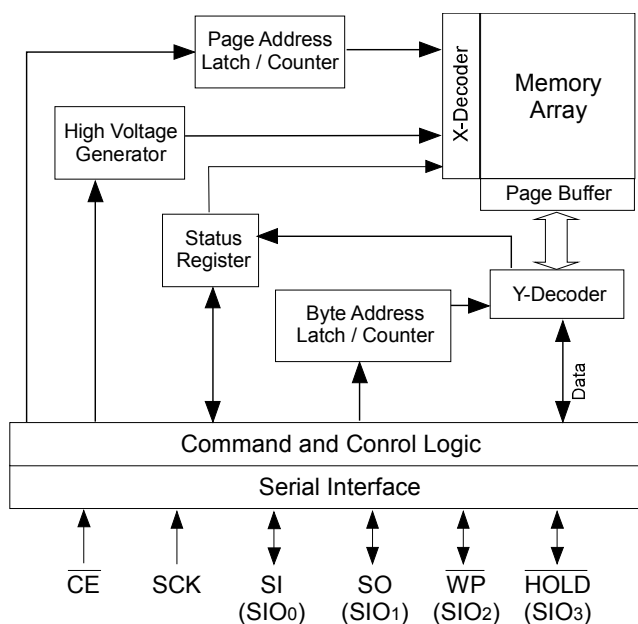 Page Address
Latch / Counter
X-Decoder
Memory
Array
High Voltage
Generator
Page Buffer
Status
Register
Y-Decoder
Byte Address
Latch / Counter
Data
Command and Conrol Logic
Serial Interface
CE
SCK
SI
(SIO0)
SO
(SIO1)
WP
(SIO2)
HOLD
(SIO3)